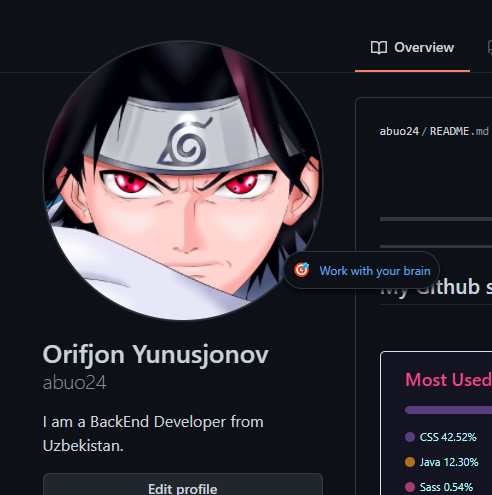 Overview
abuo24 / README.md
Work with your brain
My Github s
Orifjon Yunusjonov
abuo24
I am a BackEnd Developer from
Uzbekistan.
Edit profile
Most Used
CSS 42.52%
Java 12.30%
Sass 0.54%